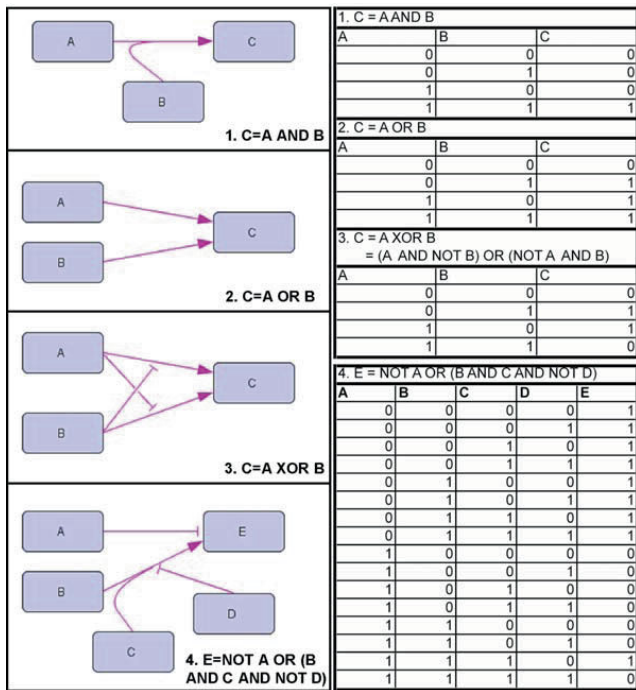 A
C
B
1. C=A AND B
A
C
B
2. C=A OR B
A
C
B
3. C=A XOR B
A
E
B
D
C
4. E=NOT A OR (B
AND C AND NOT D)
1. C = A AND B
A B C
0 0 0
0 1 0
1 0 0
1 1 1
2. C = A OR B
A B C
0 0 0
0 1 1
1 0 1
1 1 1
3. C = A XOR B
= (A AND NOT B) OR (NOT A AND B)
A B C
0 0 0
0 1 1
1 0 1
1 1 0
4. E = NOT A OR (B AND C AND NOT D)
A B C D E
0 0 0 0 1
0 0 0 1 1
0 0 1 0 1
0 0 1 1 1
0 1 0 0 1
0 1 0 1 1
0 1 1 0 1
0 1 1 1 1
1 0 0 0 0
1 0 0 1 0
1 0 1 0 0
1 0 1 1 0
1 1 0 0 0
1 1 0 1 0
1 1 1 0 1
1 1 1 1 0